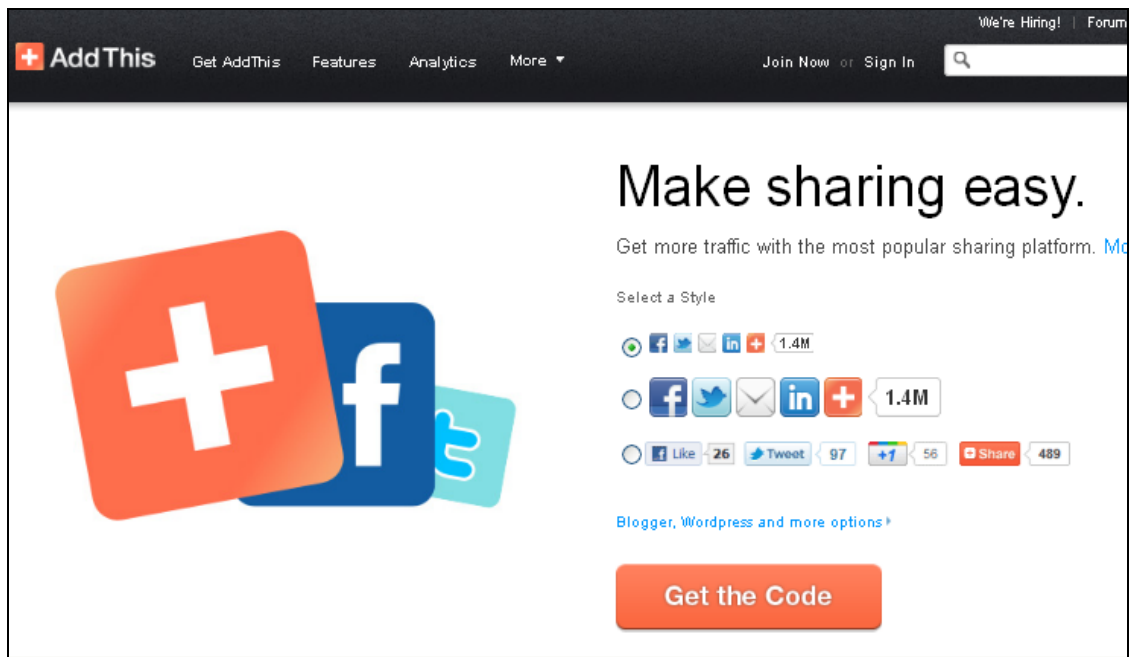 We're Hiring! | Forum
AddThis Get AddThis Features Analytics More Join Now or Sign In
Make sharing easy.
Get more traffic with the most popular sharing platform. Mo
Select a Style
1.4M
1.4M
Like 26 Tweet 97 +1 56 Share 489
Blogger, Wordpress and more options
Get the Code